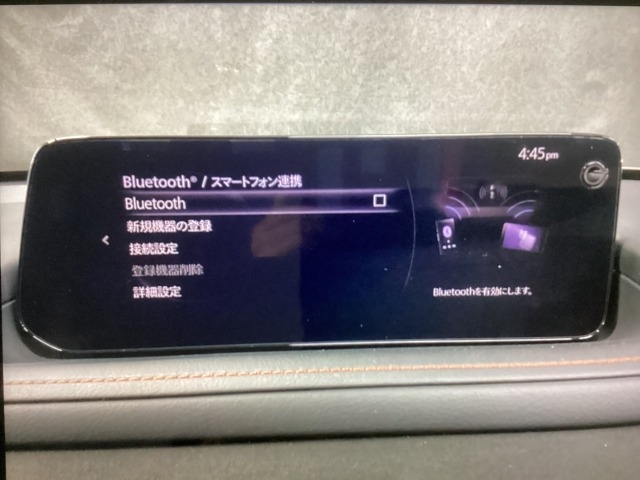 4:45pm
Bluetooth® / スマートフォン連携
Bluetooth
新規機器の登録
接続設定
登録機器削除
詳細設定
Bluetoothを有効にします。